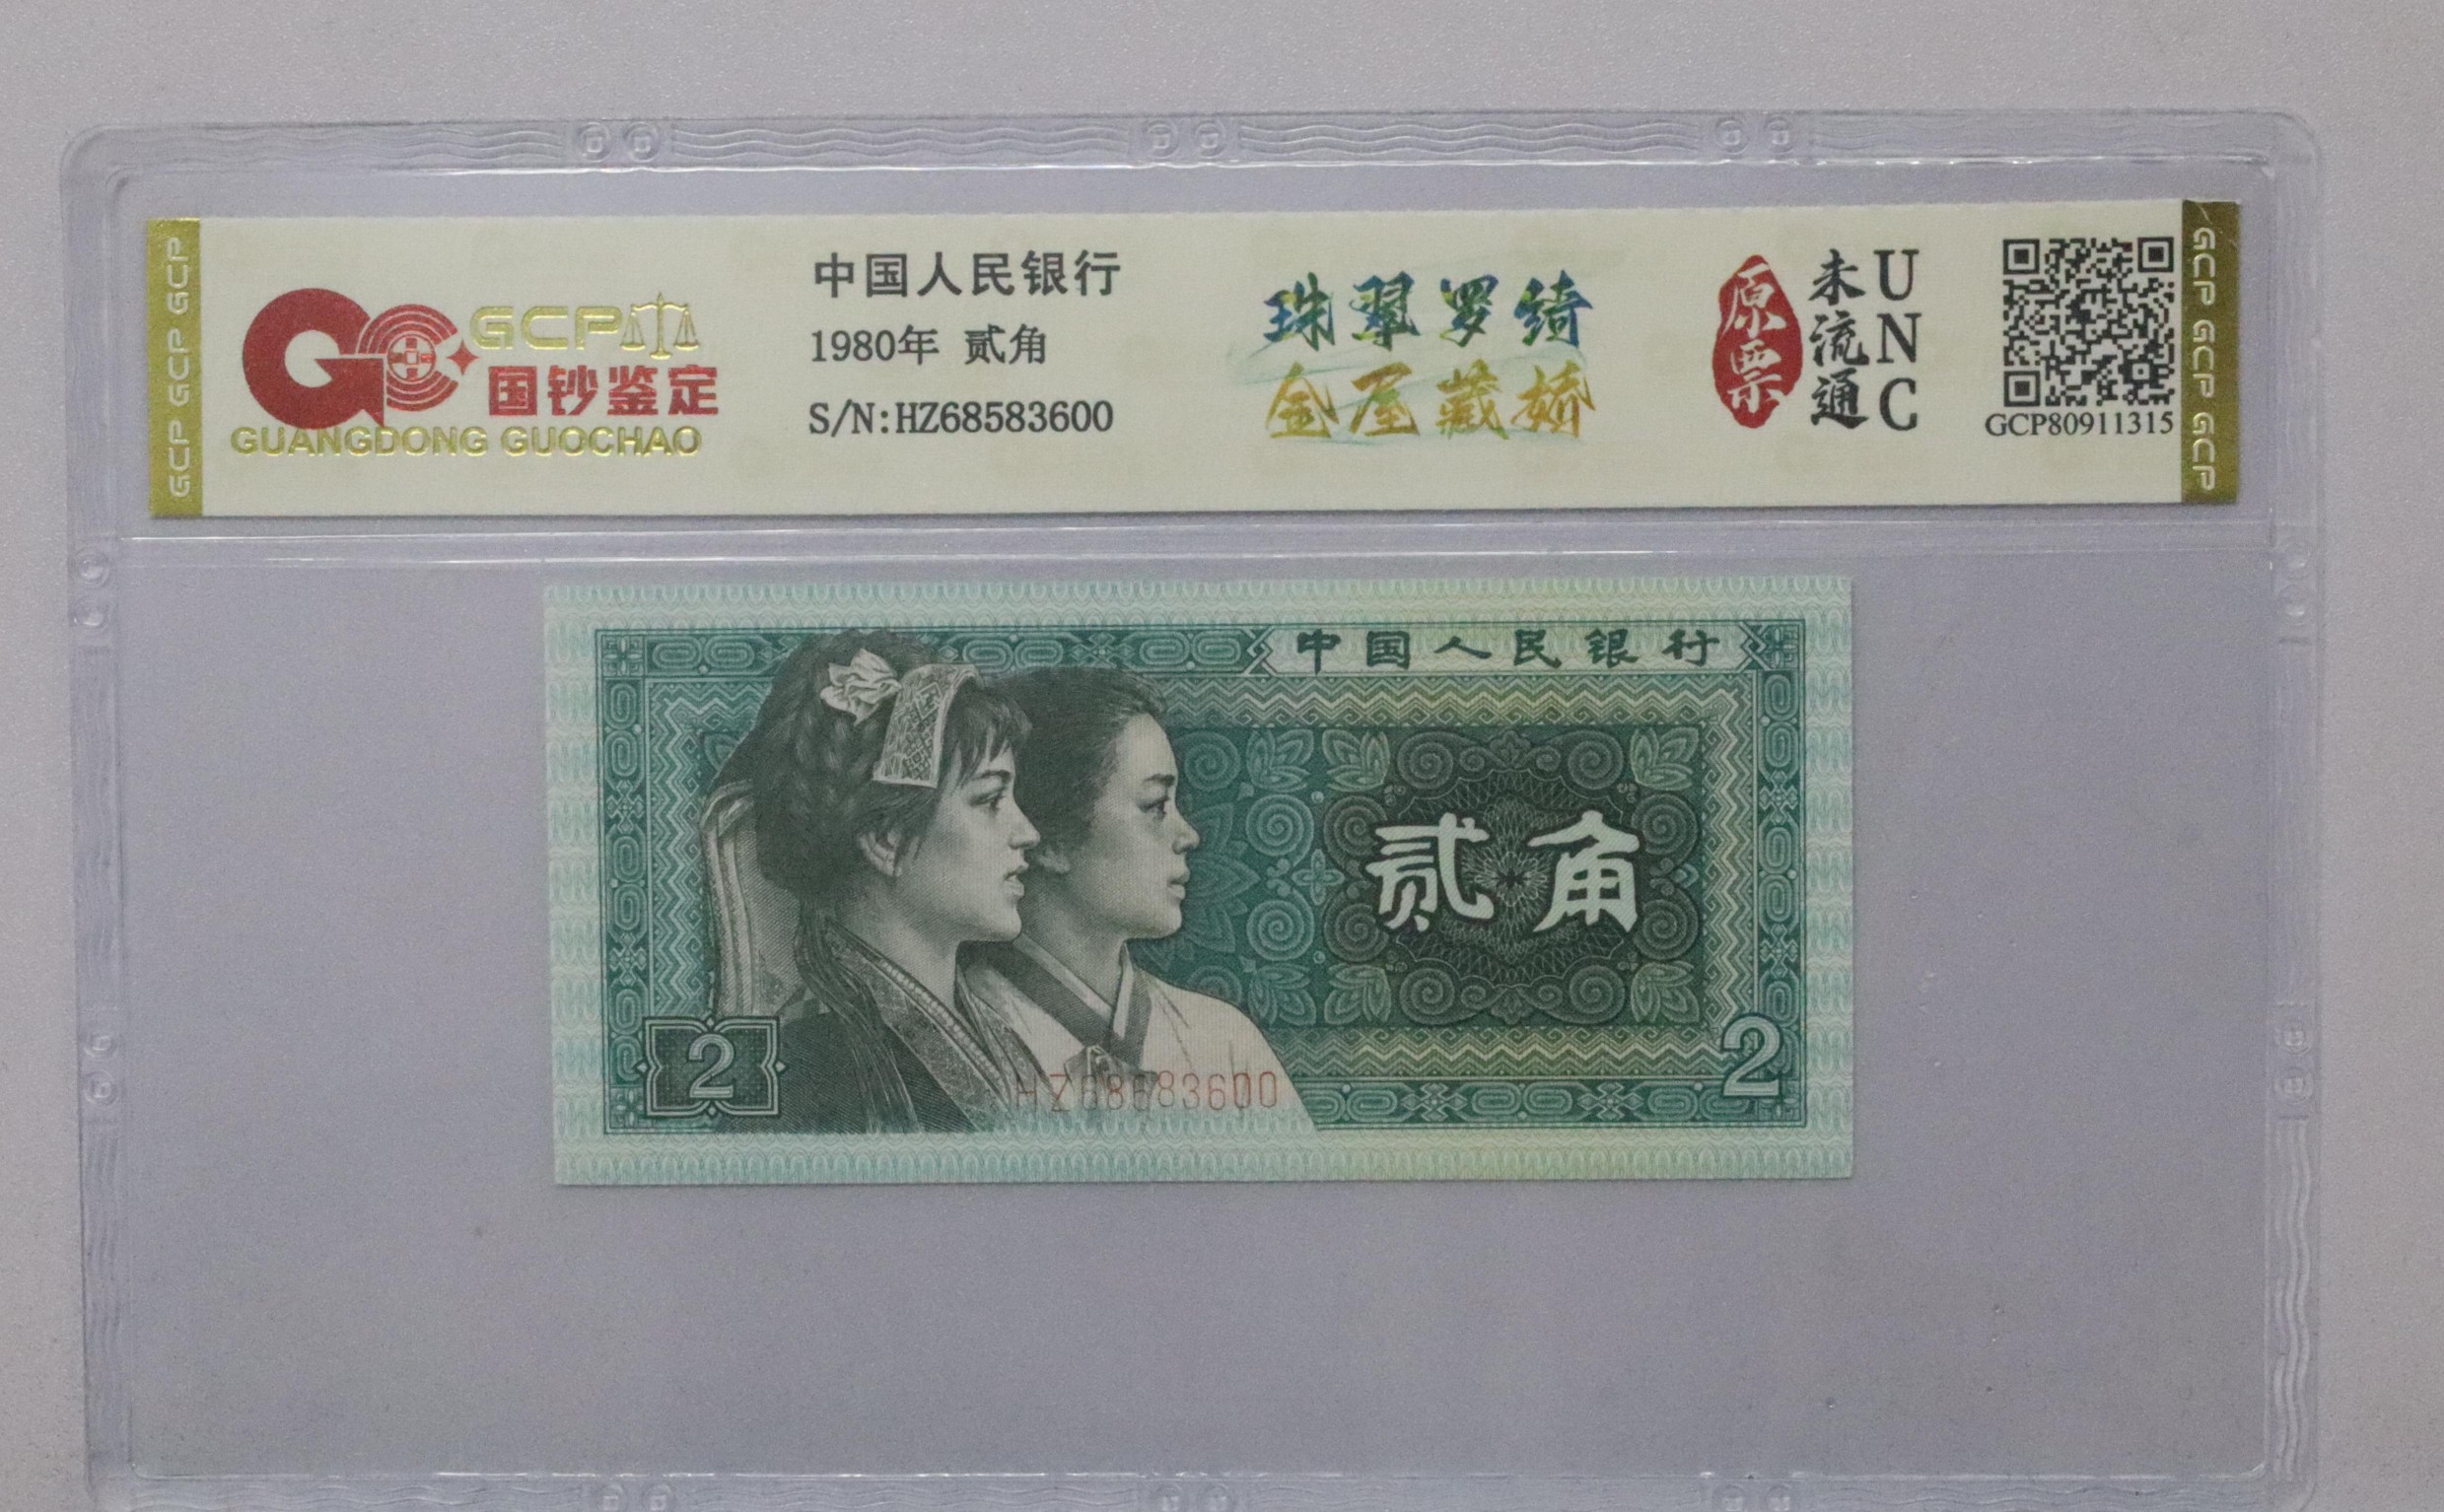 GCP GCP GCP
GCP
国钞鉴定
GUANGDONG GUOCHAO
中国人民银行
1980年 贰角
S/N:HZ68583600
珠翠罗绮
金屋藏娇
原票
未流通
UNC
GCP80911315
GCP GCP GCP
中国人民银行
贰角
2
2
HZ68583600